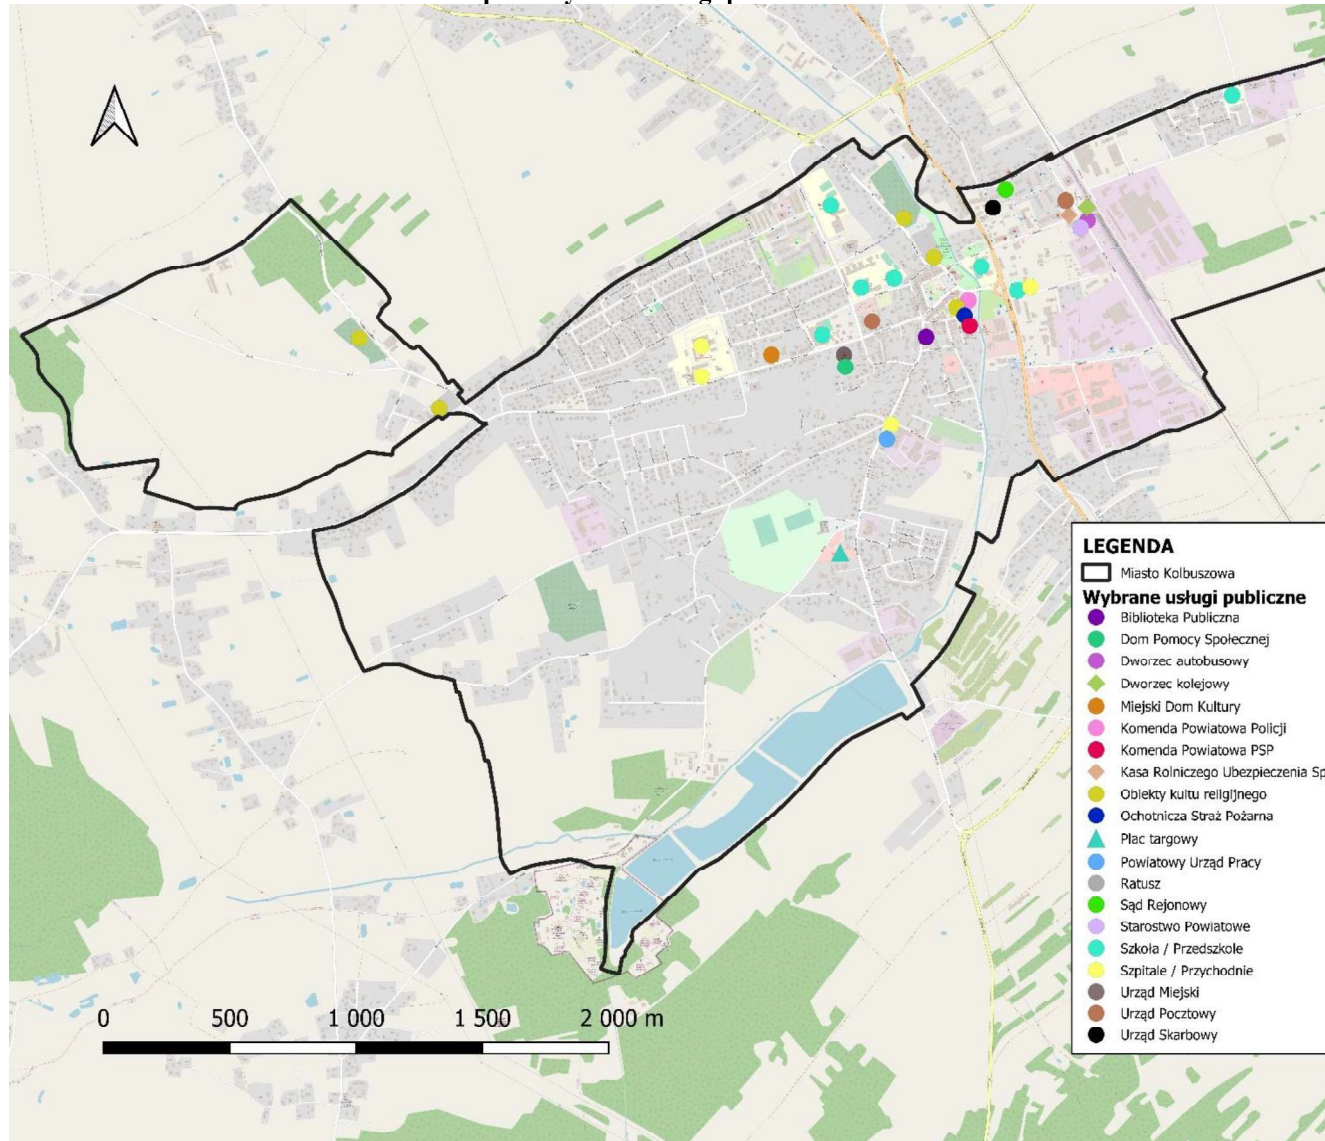 0 500 1 000 1 500 2 000 m
LEGENDA
Miasto Kolbuszowa
Wybrane usługi publiczne
Biblioteka Publiczna
Dom Pomocy Społecznej
Dworzec autobusowy
Dworzec kolejowy
Miejski Dom Kultury
Komenda Powiatowa Policji
Komenda Powiatowa PSP
Kasa Rolniczego Ubezpieczenia Sp
Obiekty kultu religijnego
Ochotnicza Straż Pożarna
Plac targowy
Powiatowy Urząd Pracy
Ratusz
Sąd Rejonowy
Starostwo Powiatowe
Szkoła / Przedszkole
Szpitale / Przychodnie
Urząd Miejski
Urząd Pocztowy
Urząd Skarbowy